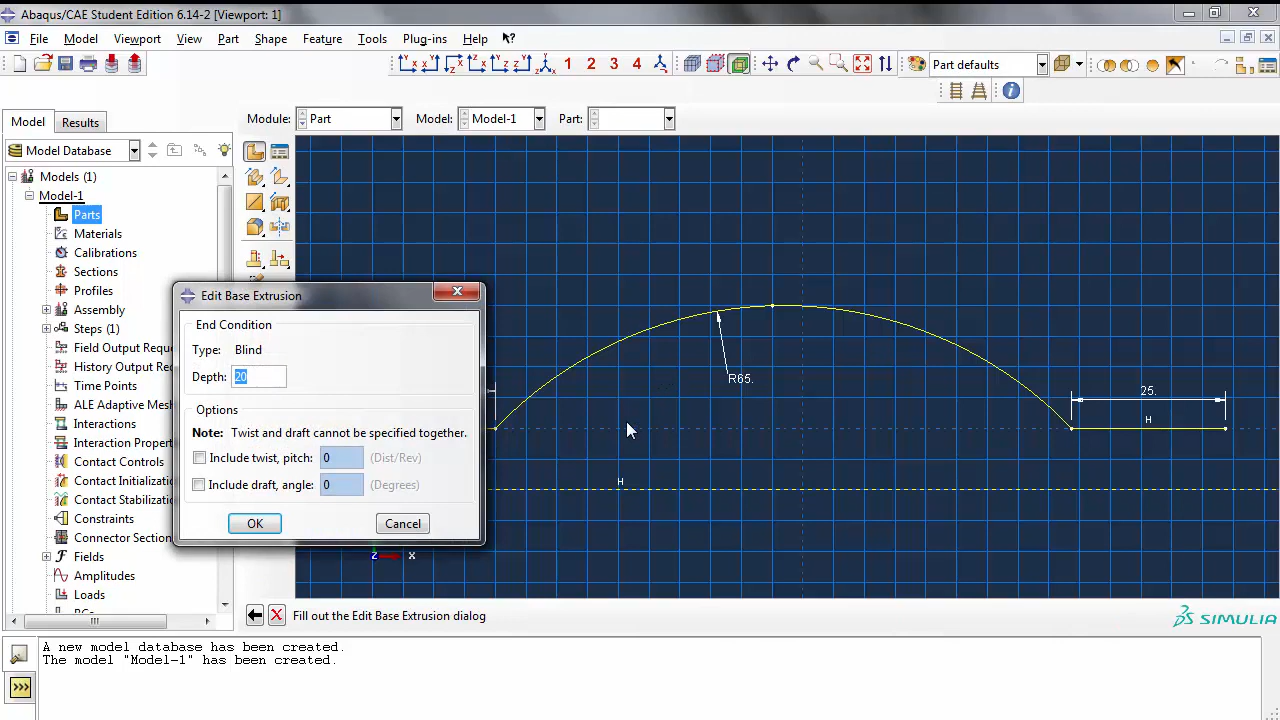 Abaqus/CAE Student Edition 6.14-2 [Viewport: 1]
File Model Viewport View Part Shape Feature Tools Plug-ins Help
1 2 3 4 Part defaults
Model Results Module: Part Model: Model-1 Part:
Model Database
Models (1)
Model-1
Parts
Materials
Calibrations
Sections
Profiles
Assembly
Steps (1)
Field Output Requ
History Output Req
Time Points
ALE Adaptive Mesh
Interactions
Interaction Propert
Contact Controls
Contact Initializatio
Contact Stabilizatio
Constraints
Connector Section
Fields
Amplitudes
Loads
Edit Base Extrusion
End Condition
Type: Blind
Depth: 20
Options
Note: Twist and draft cannot be specified together.
Include twist, pitch: 0 (Dist/Rev)
Include draft, angle: 0 (Degrees)
OK Cancel
R65.
25.
H
H
Z X
Fill out the Edit Base Extrusion dialog
SIMULIA
A new model database has been created.
The model "Model-1" has been created.
>>>